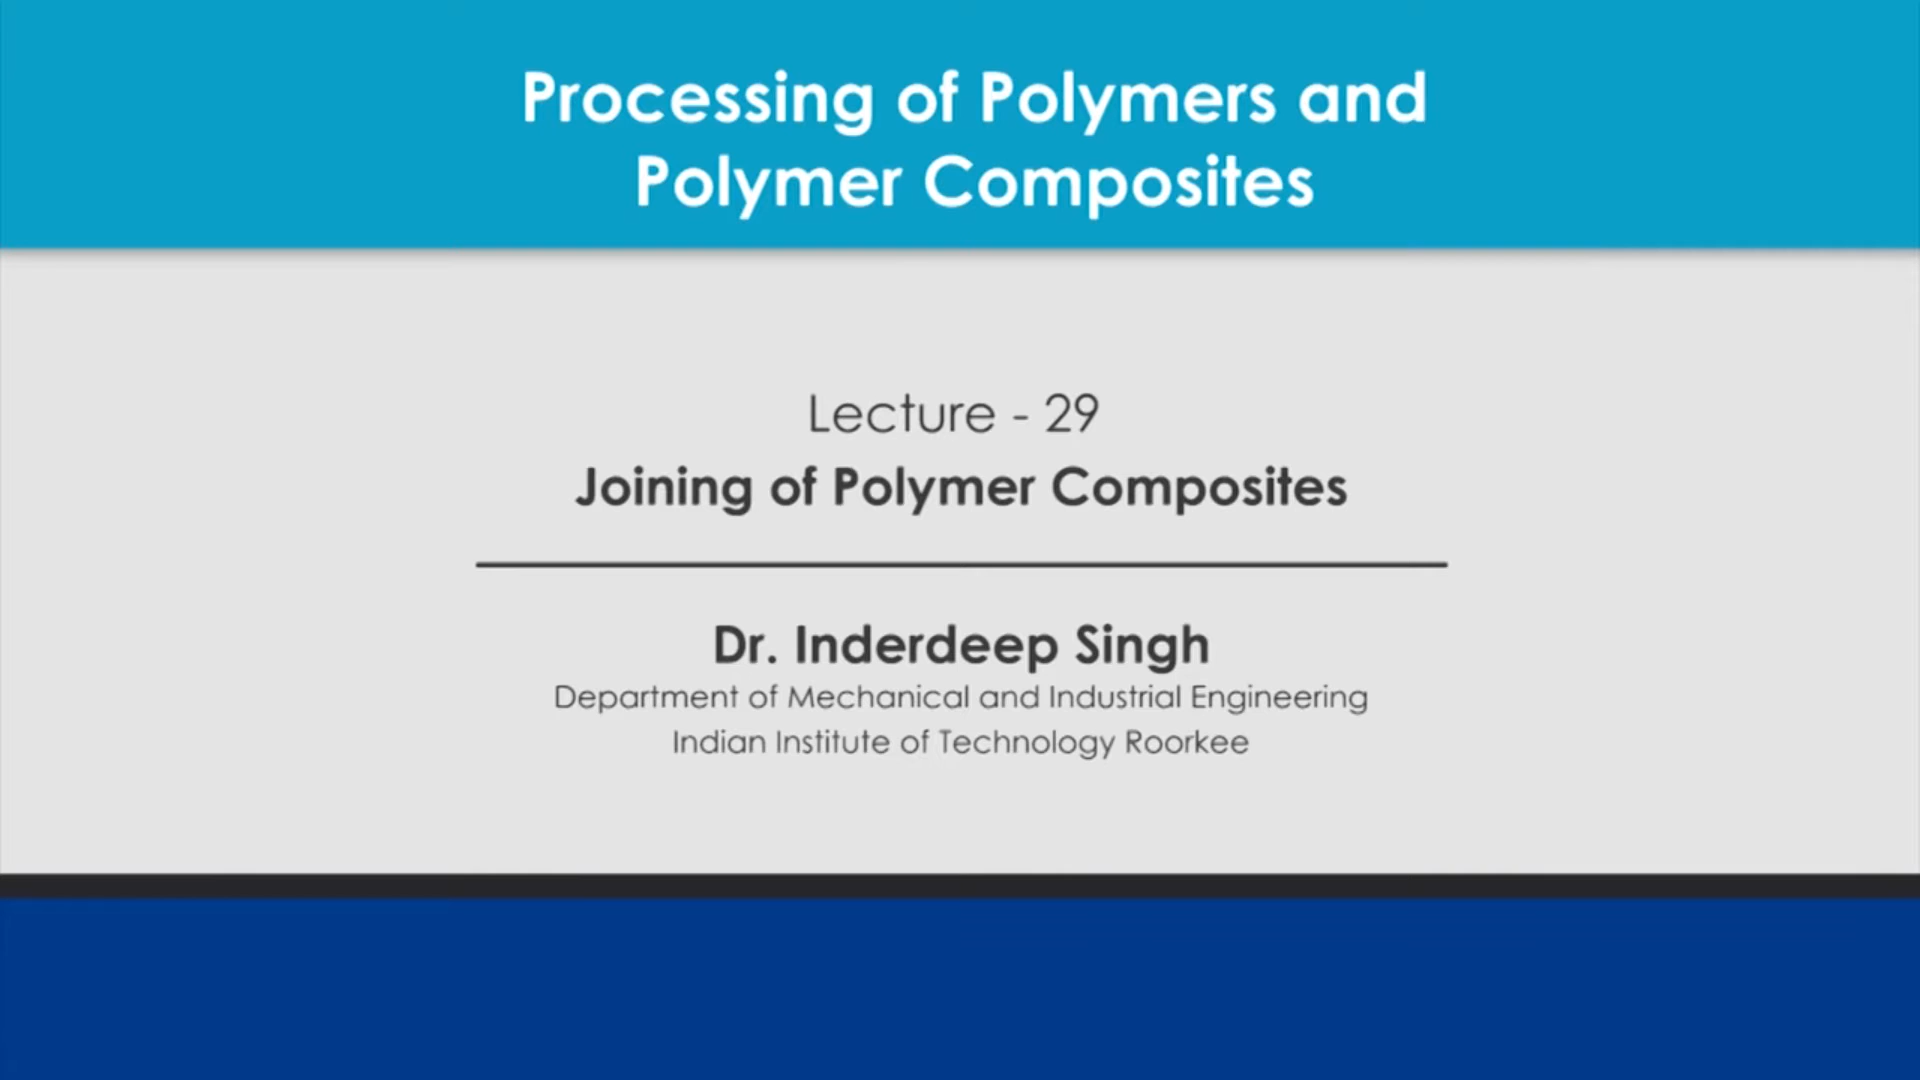 Processing of Polymers and
Polymer Composites
Lecture - 29
Joining of Polymer Composites
Dr. Inderdeep Singh
Department of Mechanical and Industrial Engineering
Indian Institute of Technology Roorkee